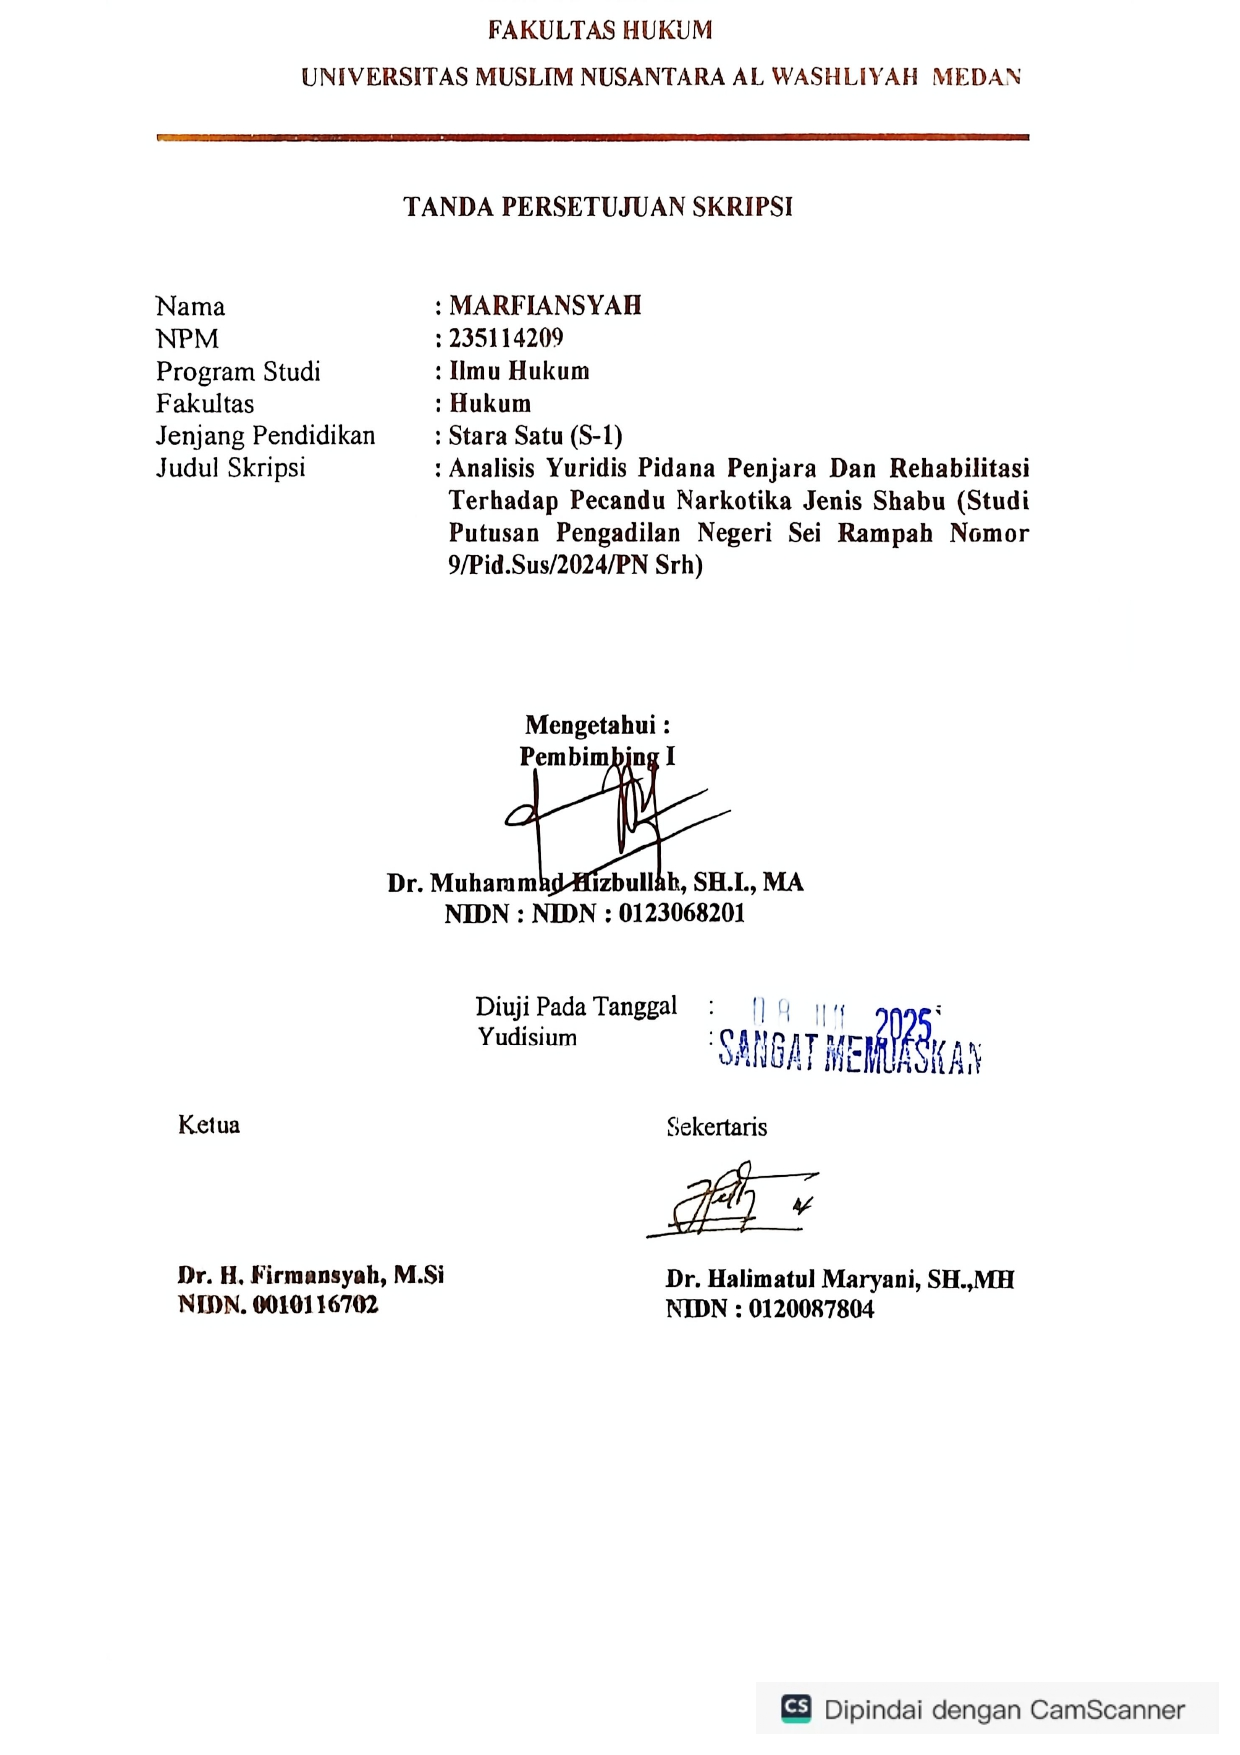 FAKULTAS HUKUM
UNIVERSITAS MUSLIM NUSANTARA AL WASHLIYAH MEDAN
TANDA PERSETUJUAN SKRIPSI
Nama : MARFIANSYAH
NPM : 235114209
Program Studi : Ilmu Hukum
Fakultas : Hukum
Jenjang Pendidikan : Stara Satu (S-1)
Judul Skripsi : Analisis Yuridis Pidana Penjara Dan Rehabilitasi
Terhadap Pecandu Narkotika Jenis Shabu (Studi
Putusan Pengadilan Negeri Sei Rampah Nomor
9/Pid.Sus/2024/PN Srh)
Mengetahui :
Pembimbing I
Dr. Muhammad Hizbullah, SH.I., MA
NIDN : NIDN : 0123068201
Diuji Pada Tanggal : 2025
Yudisium : SANGAT MEMUASKAN
Ketua
Sekertaris
Dr. H. Firmansyah, M.Si
NIDN. 0010116702
Dr. Halimatul Maryani, SH.,MH
NIDN : 0120087804
CS Dipindai dengan CamScanner